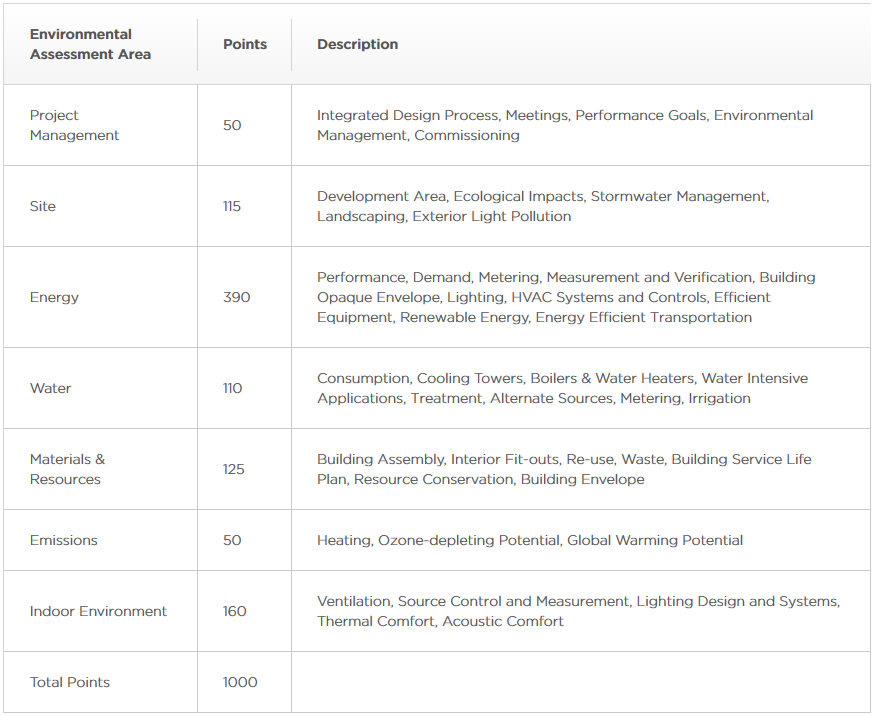 Environmental
Assessment Area
Points
Description
Project
Management
50
Integrated Design Process, Meetings, Performance Goals, Environmental
Management, Commissioning
Site
115
Development Area, Ecological Impacts, Stormwater Management,
Landscaping, Exterior Light Pollution
Energy
390
Performance, Demand, Metering, Measurement and Verification, Building
Opaque Envelope, Lighting, HVAC Systems and Controls, Efficient
Equipment, Renewable Energy, Energy Efficient Transportation
Water
110
Consumption, Cooling Towers, Boilers & Water Heaters, Water Intensive
Applications, Treatment, Alternate Sources, Metering, Irrigation
Materials &
Resources
125
Building Assembly, Interior Fit-outs, Re-use, Waste, Building Service Life
Plan, Resource Conservation, Building Envelope
Emissions
50
Heating, Ozone-depleting Potential, Global Warming Potential
Indoor Environment
160
Ventilation, Source Control and Measurement, Lighting Design and Systems,
Thermal Comfort, Acoustic Comfort
Total Points
1000